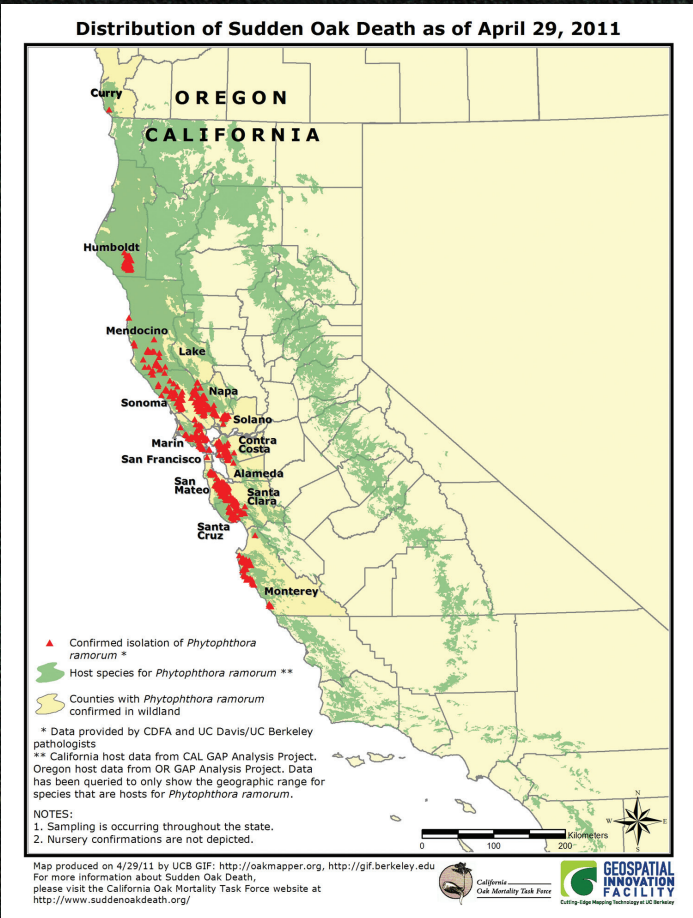 Distribution of Sudden Oak Death as of April 29, 2011
Curry
OREGON
CALIFORNIA
Humboldt
Mendocino
Lake
Napa
Sonoma
Solano
Marin
Contra
Costa
San Francisco
Alameda
San
Mateo
Santa
Clara
Santa
Cruz
Monterey
Confirmed isolation of Phytophthora
ramorum *
Host species for Phytophthora ramorum **
Counties with Phytophthora ramorum
confirmed in wildland
* Data provided by CDFA and UC Davis/UC Berkeley
pathologists
** California host data from CAL GAP Analysis Project.
Oregon host data from OR GAP Analysis Project. Data
has been queried to only show the geographic range for
species that are hosts for Phytophthora ramorum.
NOTES:
1. Sampling is occurring throughout the state.
2. Nursery confirmations are not depicted.
N
W
E
S
Kilometers
0 100 200
Map produced on 4/29/11 by UCB GIF: http://oakmapper.org, http://gif.berkeley.edu
For more information about Sudden Oak Death,
please visit the California Oak Mortality Task Force website at
http://www.suddenoakdeath.org/
California
Oak Mortality Task Force
GEOSPATIAL
INNOVATION
FACILITY
Cutting-Edge Mapping Technology at UC Berkeley